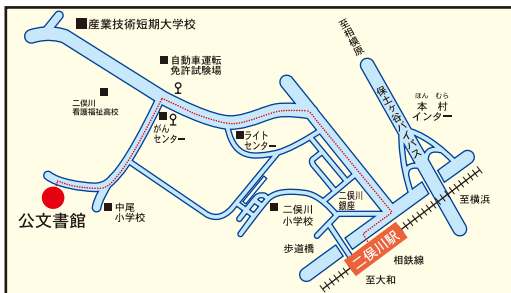 産業技術短期大学校
自動車運転
免許試験場
二俣川
看護福祉高校
がん
センター
ライト
センター
至相模原
保土ヶ谷バイパス
ほん むら
本 村
インター
公文書館
中尾
小学校
二俣川
小学校
二俣川
銀座
歩道橋
二俣川駅
相鉄線
至横浜
至大和